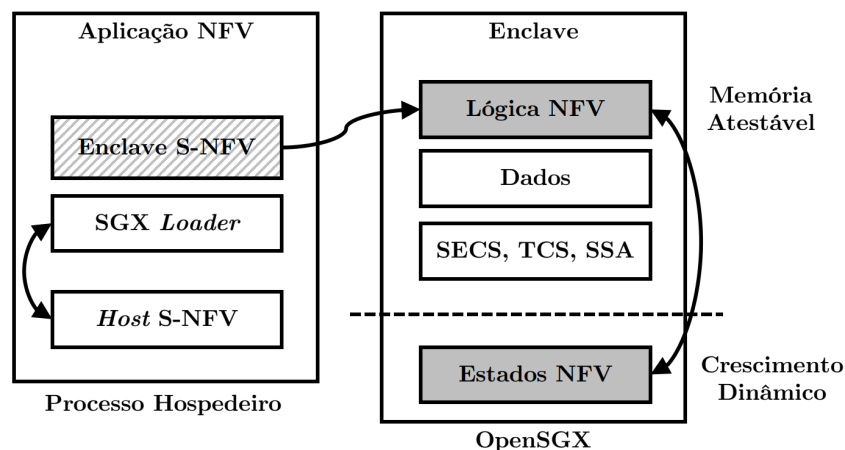 Aplicação NFV
Enclave S-NFV
SGX Loader
Host S-NFV
Processo Hospedeiro
Enclave
Lógica NFV
Dados
SECS, TCS, SSA
Estados NFV
OpenSGX
Memória
Atestável
Crescimento
Dinâmico